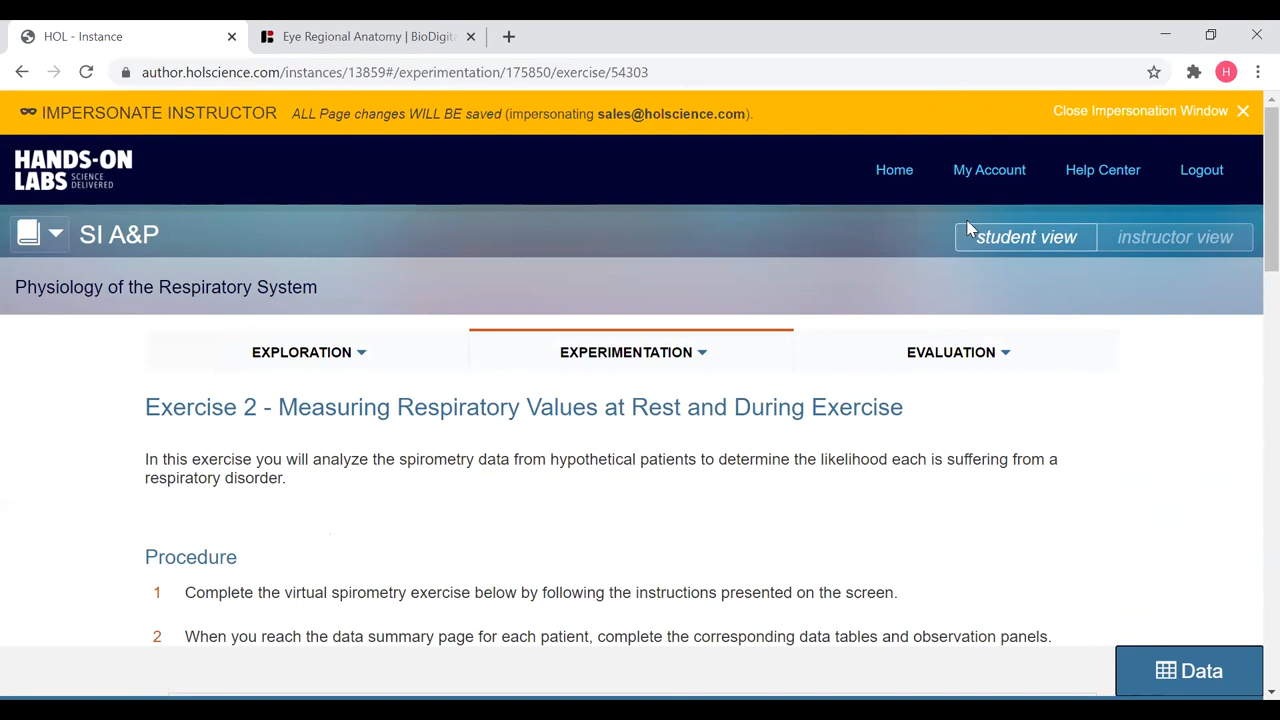 HOL - Instance
Eye Regional Anatomy | BioDigit
author.holscience.com/instances/13859#/experimentation/175850/exercise/54303
H
IMPERSONATE INSTRUCTOR ALL Page changes WILL BE saved (impersonating sales@holscience.com).
Close Impersonation Window
HANDS-ON
LABS SCIENCE DELIVERED
Home
My Account
Help Center
Logout
SI A&P
student view
instructor view
Physiology of the Respiratory System
EXPLORATION
EXPERIMENTATION
EVALUATION
Exercise 2 - Measuring Respiratory Values at Rest and During Exercise
In this exercise you will analyze the spirometry data from hypothetical patients to determine the likelihood each is suffering from a
respiratory disorder.
Procedure
1 Complete the virtual spirometry exercise below by following the instructions presented on the screen.
2 When you reach the data summary page for each patient, complete the corresponding data tables and observation panels.
Data